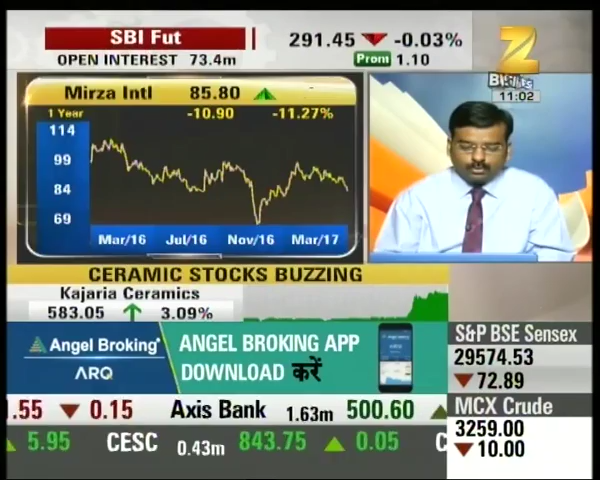 SBI Fut
291.45 -0.03%
OPEN INTEREST 73.4m
Prem 1.10
11:02
Mirza Intl 85.80
1 Year -10.90 -11.27%
114
99
84
69
Mar/16 Jul/16 Nov/16 Mar/17
CERAMIC STOCKS BUZZING
Kajaria Ceramics
583.05 3.09%
Angel Broking
ARQ
ANGEL BROKING APP
DOWNLOAD करें
S&P BSE Sensex
29574.53
72.89
MCX Crude
3259.00
10.00
1.55 0.15 Axis Bank 1.63m 500.60
5.95 CESC 0.43m 843.75 0.05 C